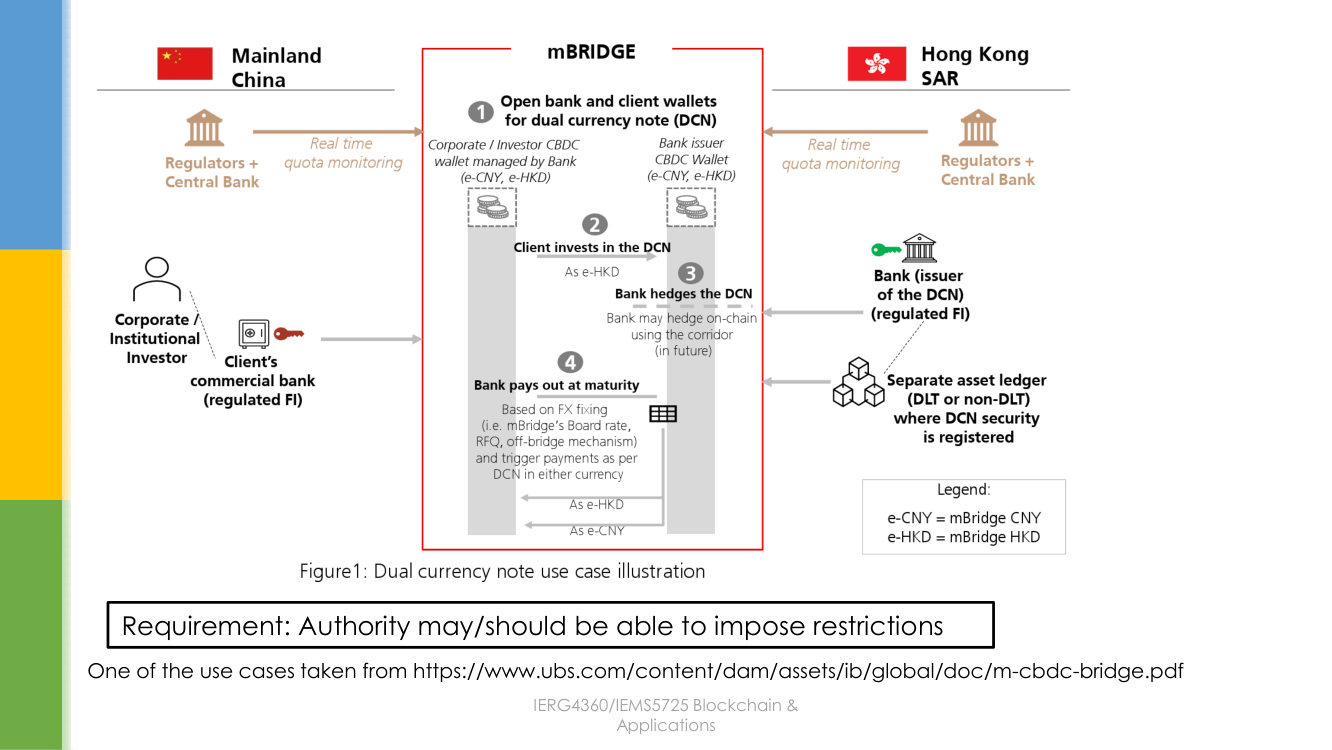 Mainland
China
mBRIDGE
Hong Kong
SAR
1
Open bank and client wallets
for dual currency note (DCN)
Regulators +
Central Bank
Real time
quota monitoring
Corporate / Investor CBDC
wallet managed by Bank
(e-CNY, e-HKD)
Bank issuer
CBDC Wallet
(e-CNY, e-HKD)
Real time
quota monitoring
Regulators +
Central Bank
2
Client invests in the DCN
As e-HKD
3
Bank hedges the DCN
Bank may hedge on-chain
using the corridor
(in future)
Corporate /
Institutional
Investor
Client’s
commercial bank
(regulated FI)
Bank (issuer
of the DCN)
(regulated FI)
4
Bank pays out at maturity
Based on FX fixing
(i.e. mBridge’s Board rate,
RFQ, off-bridge mechanism)
and trigger payments as per
DCN in either currency
As e-HKD
As e-CNY
Separate asset ledger
(DLT or non-DLT)
where DCN security
is registered
Legend:
e-CNY = mBridge CNY
e-HKD = mBridge HKD
Figure1: Dual currency note use case illustration
Requirement: Authority may/should be able to impose restrictions
One of the use cases taken from https://www.ubs.com/content/dam/assets/ib/global/doc/m-cbdc-bridge.pdf
IERG4360/IEMS5725 Blockchain &
Applications